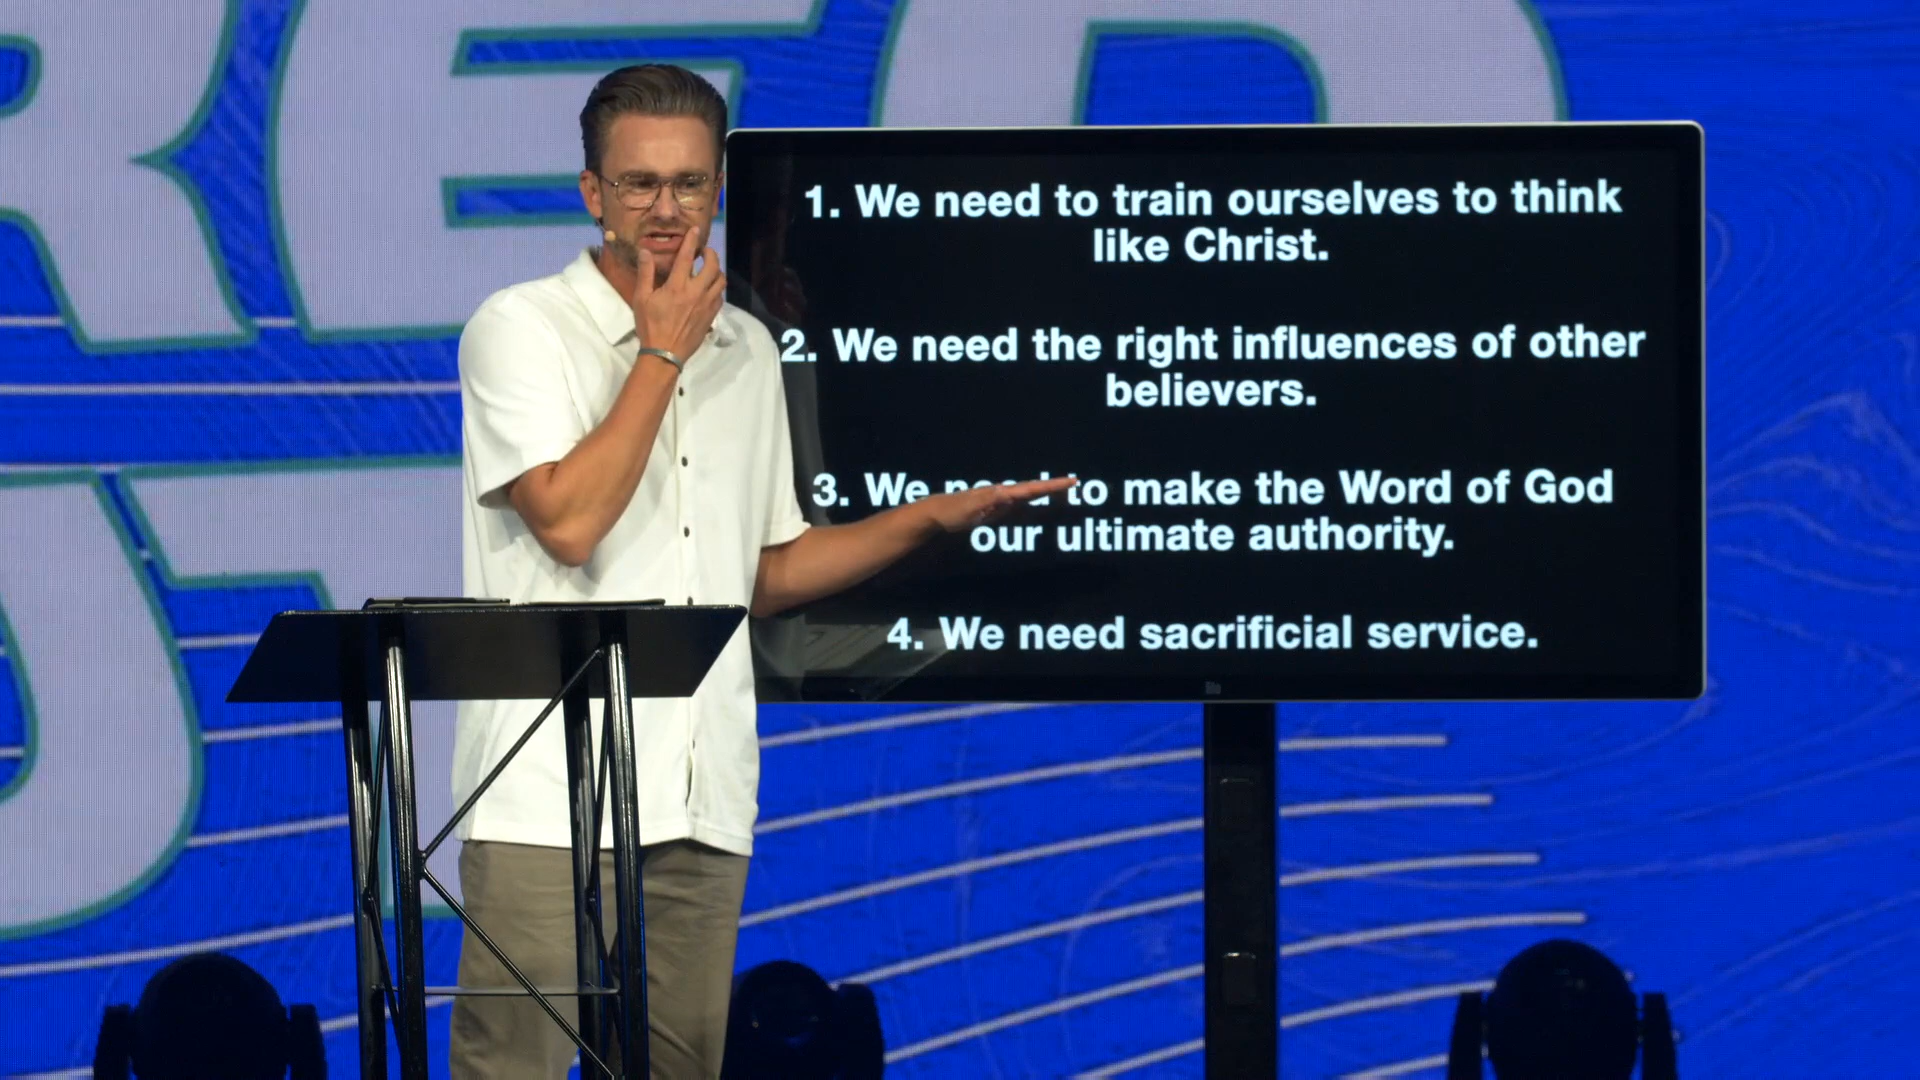 1. We need to train ourselves to think
like Christ.
2. We need the right influences of other
believers.
3. We need to make the Word of God
our ultimate authority.
4. We need sacrificial service.